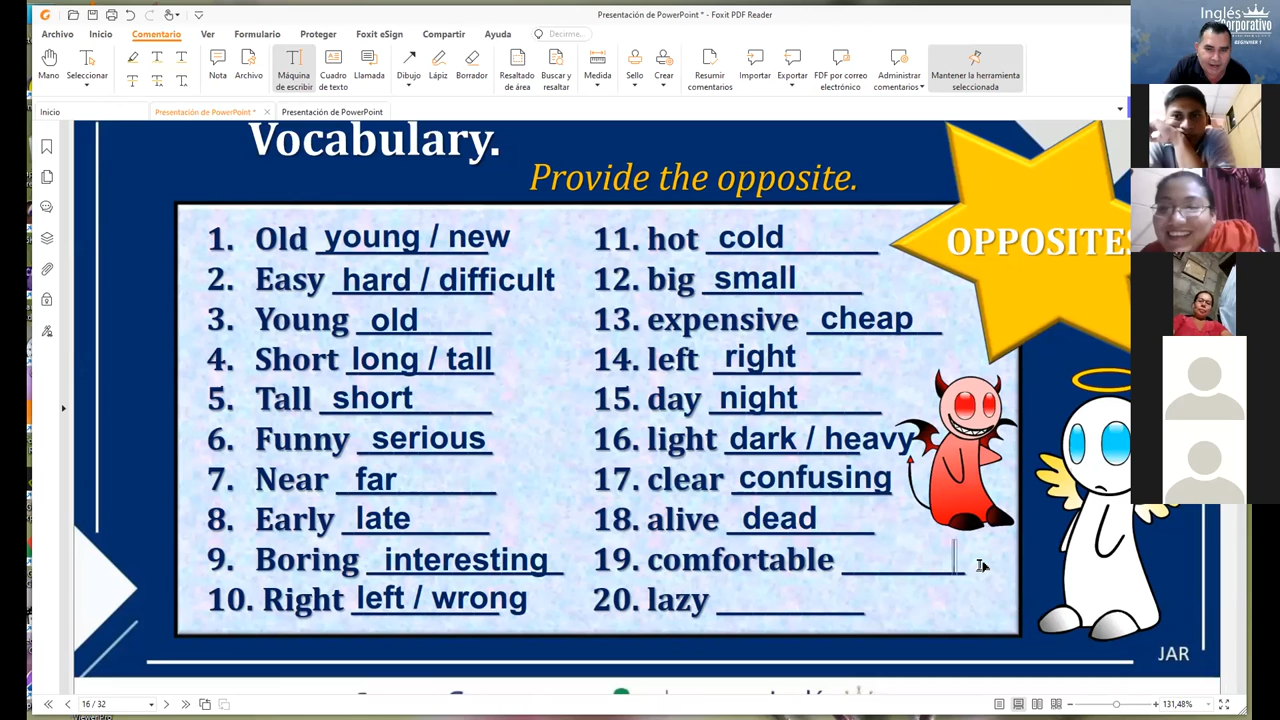 Presentación de PowerPoint * - Foxit PDF Reader
Archivo Inicio Comentario Ver Formulario Proteger Foxit eSign Compartir Ayuda Decirme...
Mano Seleccionar Nota Archivo Máquina de escribir Cuadro de texto Llamada Dibujo Lápiz Borrador Resaltado de área Buscar y resaltar Medida Sello Crear Resumir comentarios Importar Exportar PDF por correo electrónico Administrar comentarios Mantener la herramienta seleccionada
Inicio Presentación de PowerPoint * Presentación de PowerPoint
Inglés
Corporativo
BEGINNER 1
Vocabulary.
Provide the opposite.
OPPOSITES
1. Old young / new
2. Easy hard / difficult
3. Young old
4. Short long / tall
5. Tall short
6. Funny serious
7. Near far
8. Early late
9. Boring interesting
10. Right left / wrong
11. hot cold
12. big small
13. expensive cheap
14. left right
15. day night
16. light dark / heavy
17. clear confusing
18. alive dead
19. comfortable
20. lazy
JAR
16 / 32
131,48%